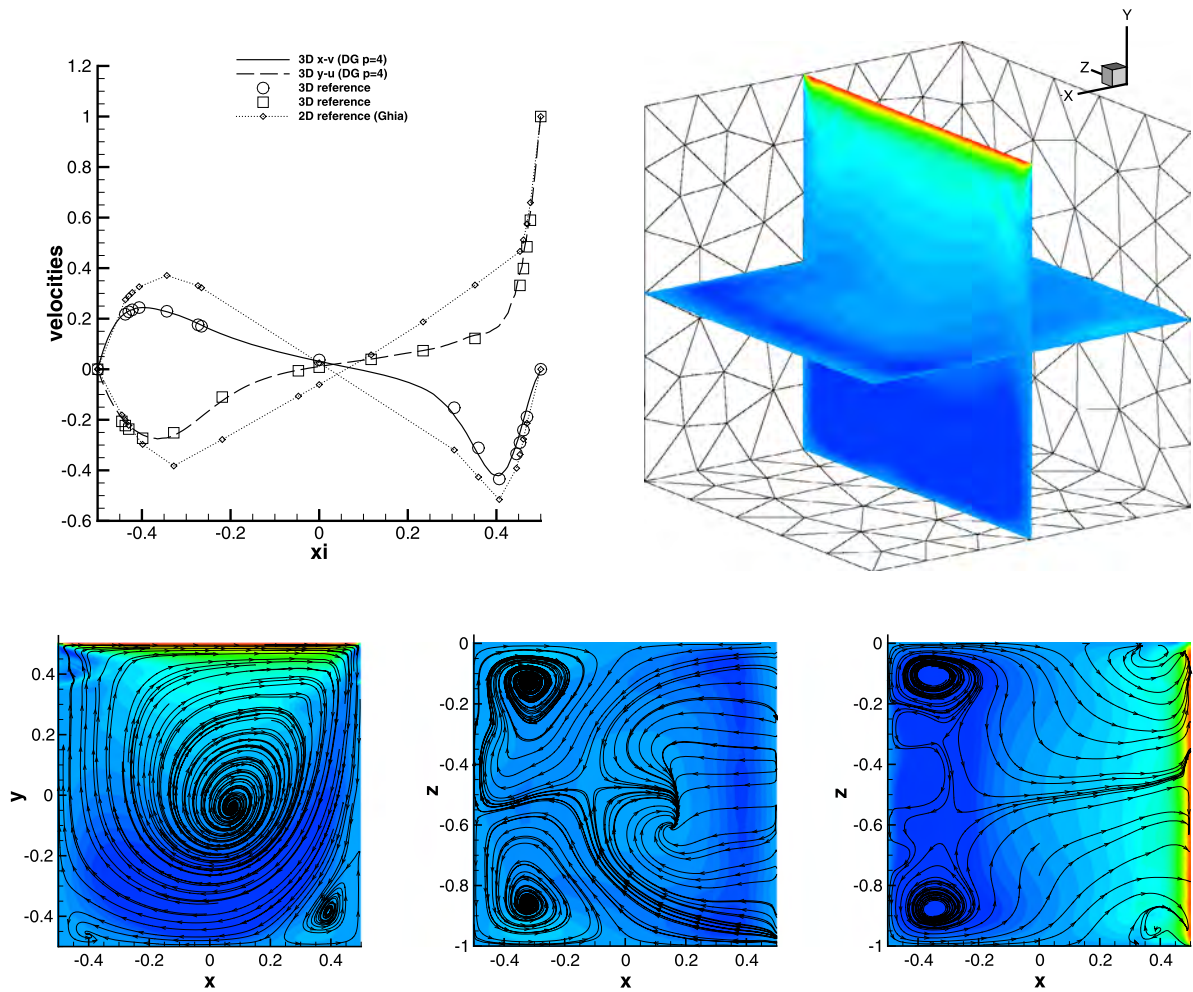 3D x-v (DG p=4)
3D y-u (DG p=4)
3D reference
3D reference
2D reference (Ghia)
1.2
1
0.8
0.6
0.4
0.2
0
-0.2
-0.4
-0.6
velocities
-0.4 -0.2 0 0.2 0.4
xi
Y
Z
X
0.4
0.2
0
-0.2
-0.4
y
-0.4 -0.2 0 0.2 0.4
x
0
-0.2
-0.4
-0.6
-0.8
-1
z
-0.4 -0.2 0 0.2 0.4
x
0
-0.2
-0.4
-0.6
-0.8
-1
z
-0.4 -0.2 0 0.2 0.4
x